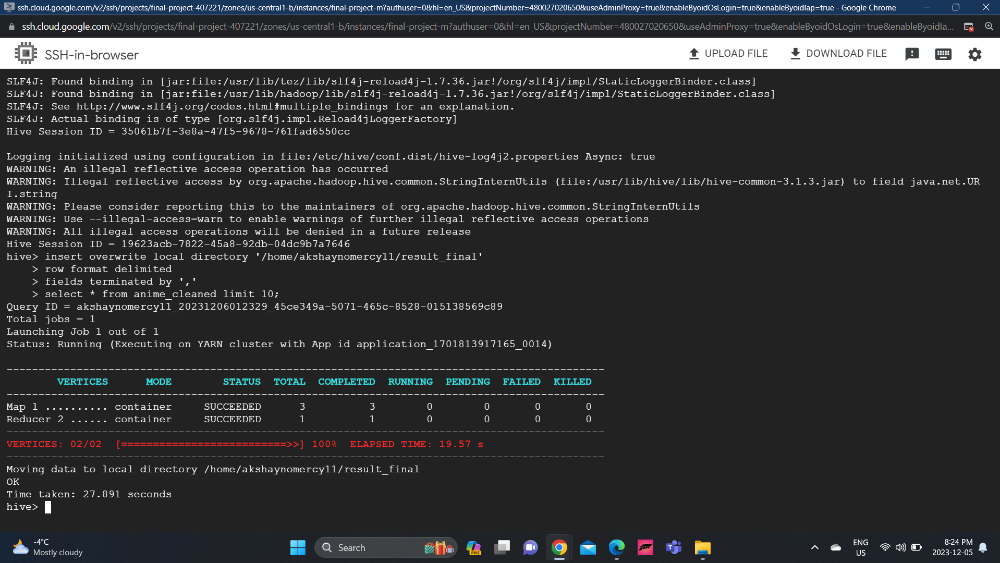 ssh.cloud.google.com/v2/ssh/projects/final-project-407221/zones/us-central1-b/instances/final-project-m?authuser=0&hl=en_US&projectNumber=480027020650&useAdminProxy=true&enableByoidOsLogin=true&enableByoidIap=true - Google Chrome
ssh.cloud.google.com/v2/ssh/projects/final-project-407221/zones/us-central1-b/instances/final-project-m?authuser=0&hl=en_US&projectNumber=480027020650&useAdminProxy=true&enableByoidOsLogin=true&enableByoidIa...
SSH-in-browser
UPLOAD FILE
DOWNLOAD FILE
SLF4J: Found binding in [jar:file:/usr/lib/tez/lib/slf4j-reload4j-1.7.36.jar!/org/slf4j/impl/StaticLoggerBinder.class]
SLF4J: Found binding in [jar:file:/usr/lib/hadoop/lib/slf4j-reload4j-1.7.36.jar!/org/slf4j/impl/StaticLoggerBinder.class]
SLF4J: See http://www.slf4j.org/codes.html#multiple_bindings for an explanation.
SLF4J: Actual binding is of type [org.slf4j.impl.Reload4jLoggerFactory]
Hive Session ID = 35061b7f-3e8a-47f5-9678-761fad6550cc
Logging initialized using configuration in file:/etc/hive/conf.dist/hive-log4j2.properties Async: true
WARNING: An illegal reflective access operation has occurred
WARNING: Illegal reflective access by org.apache.hadoop.hive.common.StringInternUtils (file:/usr/lib/hive/lib/hive-common-3.1.3.jar) to field java.net.UR
I.string
WARNING: Please consider reporting this to the maintainers of org.apache.hadoop.hive.common.StringInternUtils
WARNING: Use --illegal-access=warn to enable warnings of further illegal reflective access operations
WARNING: All illegal access operations will be denied in a future release
Hive Session ID = 19623acb-7822-45a8-92db-04dc9b7a7646
hive> insert overwrite local directory '/home/akshaynomercy11/result_final'
    > row format delimited
    > fields terminated by ','
    > select * from anime_cleaned limit 10;
Query ID = akshaynomercy11_20231206012329_45ce349a-5071-465c-8528-015138569c89
Total jobs = 1
Launching Job 1 out of 1
Status: Running (Executing on YARN cluster with App id application_1701813917165_0014)
----------------------------------------------------------------------------------------------
        VERTICES      MODE        STATUS  TOTAL  COMPLETED  RUNNING  PENDING  FAILED  KILLED
----------------------------------------------------------------------------------------------
Map 1 .......... container     SUCCEEDED      3          3        0        0       0       0
Reducer 2 ...... container     SUCCEEDED      1          1        0        0       0       0
----------------------------------------------------------------------------------------------
VERTICES: 02/02  [==========================>>] 100%  ELAPSED TIME: 19.57 s
----------------------------------------------------------------------------------------------
Moving data to local directory /home/akshaynomercy11/result_final
OK
Time taken: 27.891 seconds
hive>
-4°C
Mostly cloudy
Search
PRE
ENG
US
8:24 PM
2023-12-05